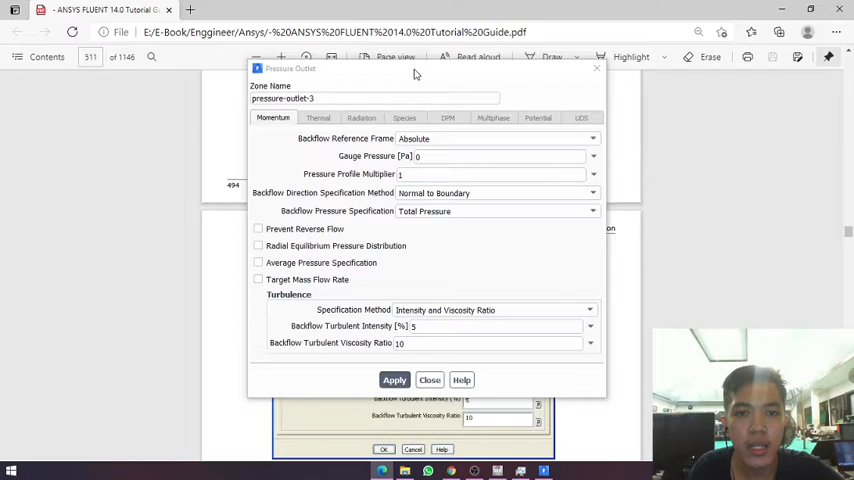 - ANSYS FLUENT 14.0 Tutorial G
File
E:/E-Book/Enggineer/Ansys/-%20ANSYS%20FLUENT%2014.0%20Tutorial%20Guide.pdf
Contents
511 of 1146
Page view
Read aloud
Draw
Highlight
Erase
Pressure Outlet
Zone Name
pressure-outlet-3
Momentum Thermal Radiation Species DPM Multiphase Potential UDS
Backflow Reference Frame Absolute
Gauge Pressure [Pa] 0
Pressure Profile Multiplier 1
494
Backflow Direction Specification Method Normal to Boundary
Backflow Pressure Specification Total Pressure
Prevent Reverse Flow
Radial Equilibrium Pressure Distribution
Average Pressure Specification
Target Mass Flow Rate
Turbulence
Specification Method Intensity and Viscosity Ratio
Backflow Turbulent Intensity [%] 5
Backflow Turbulent Viscosity Ratio 10
Apply Close Help
Backflow Turbulent Intensity (%) 5
Backflow Turbulent Viscosity Ratio 10
OK Cancel Help